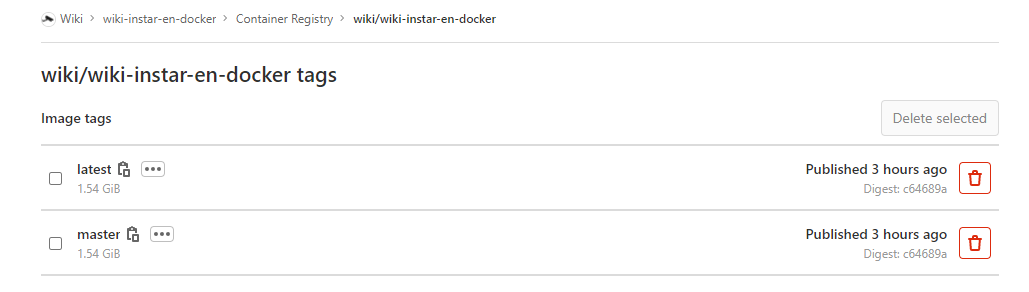 Wiki > wiki-instar-en-docker > Container Registry > wiki/wiki-instar-en-docker
wiki/wiki-instar-en-docker tags
Image tags
Delete selected
latest
Published 3 hours ago
1.54 GiB
Digest: c64689a
master
Published 3 hours ago
1.54 GiB
Digest: c64689a